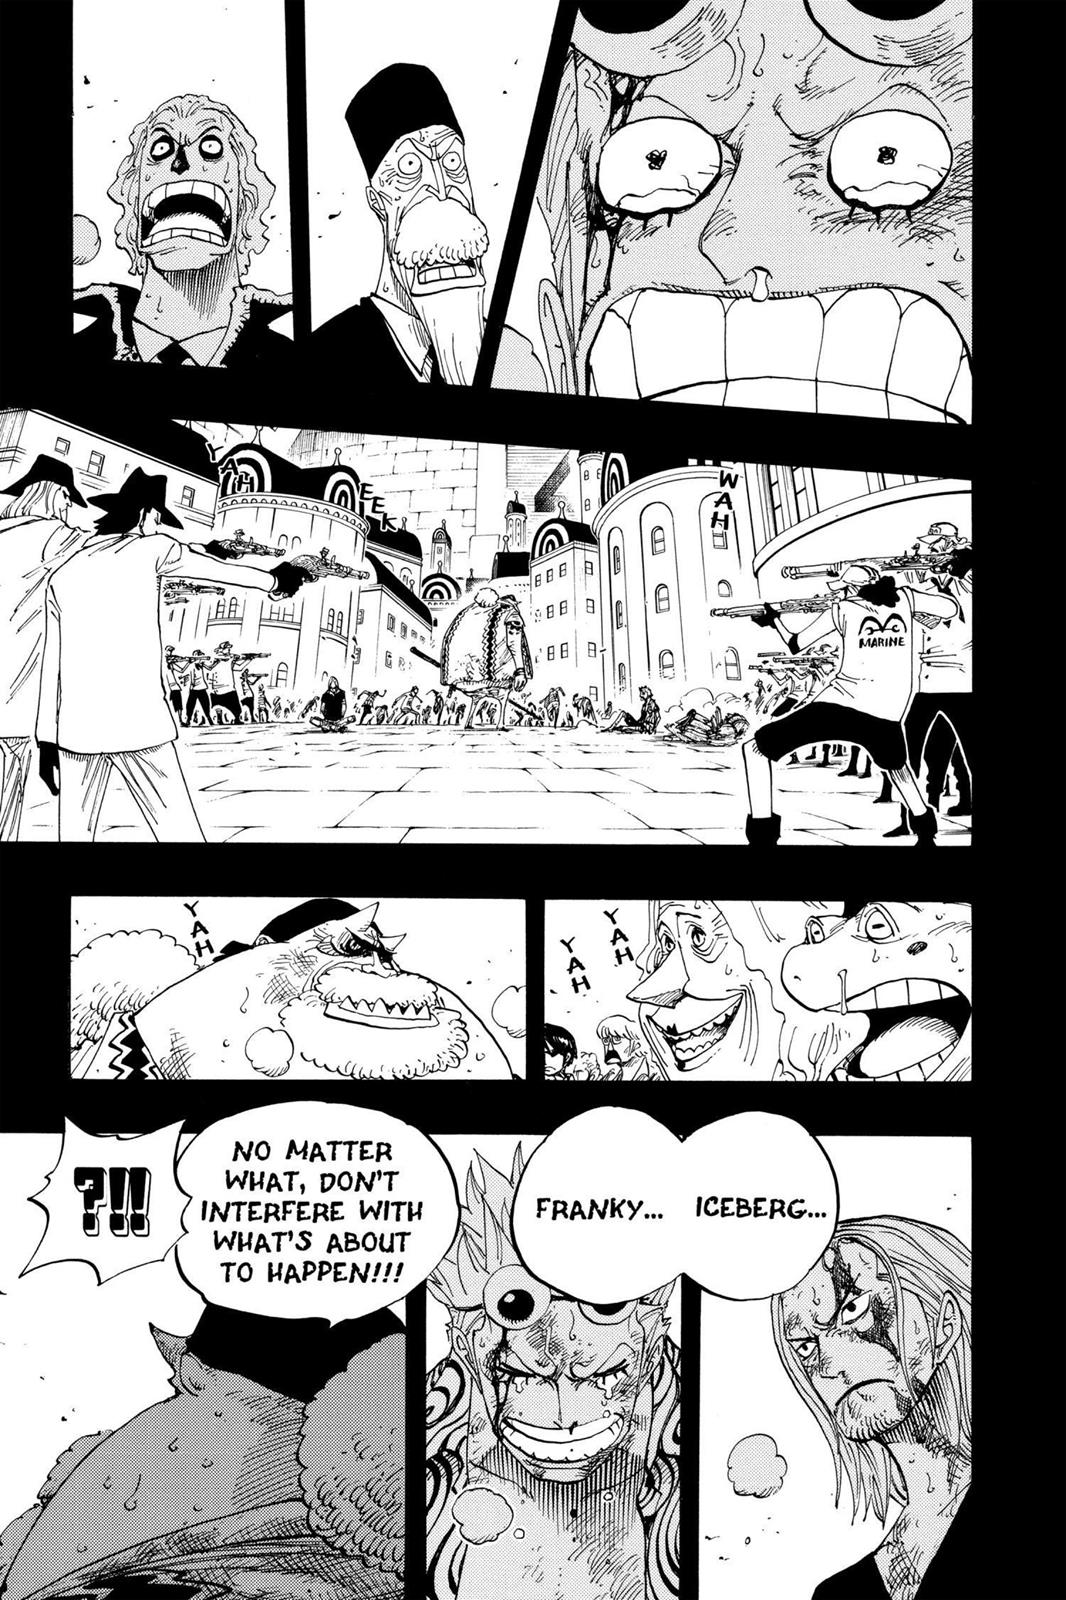 WAH
EEK
YAH
MARINE
YAH
YAH
YAH
ICEBERG...
FRANKY...
NO MATTER
WHAT, DON'T
INTERFERE WITH
WHAT'S ABOUT
TO HAPPEN!!!
?!!!